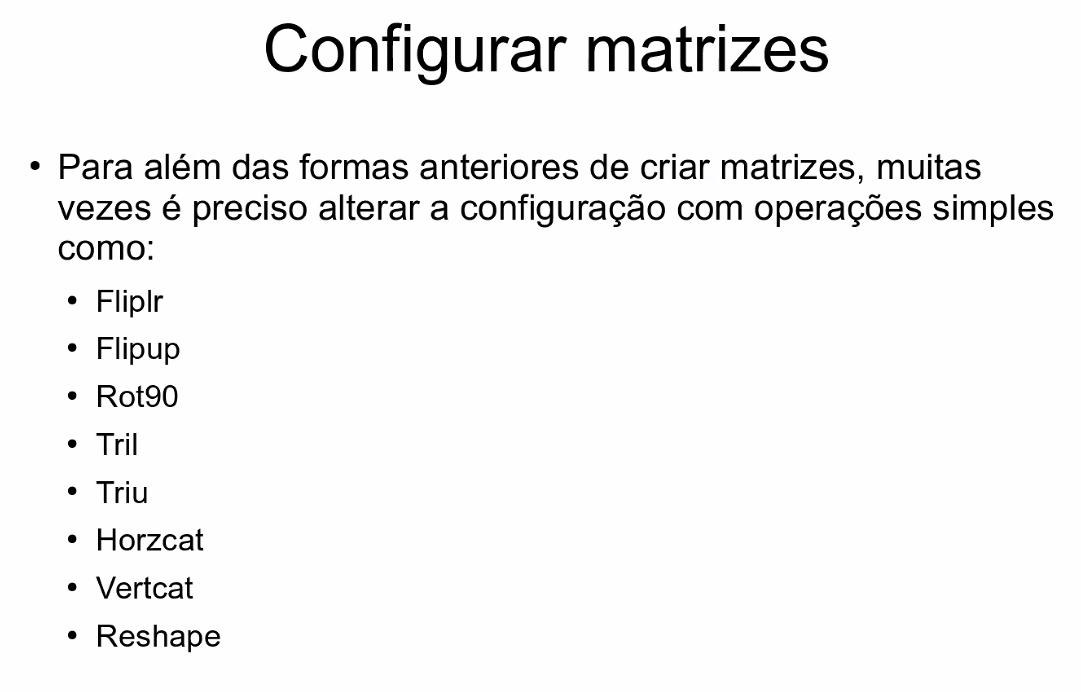 Configurar matrizes
• Para além das formas anteriores de criar matrizes, muitas
vezes é preciso alterar a configuração com operações simples
como:
• Fliplr
• Flipup
• Rot90
• Tril
• Triu
• Horzcat
• Vertcat
• Reshape